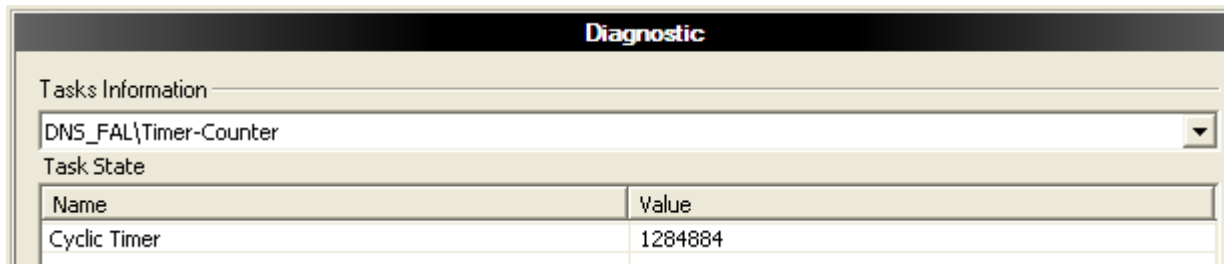 Diagnostic
Tasks Information
DNS_FAL\Timer-Counter
Task State
Name Value
Cyclic Timer 1284884